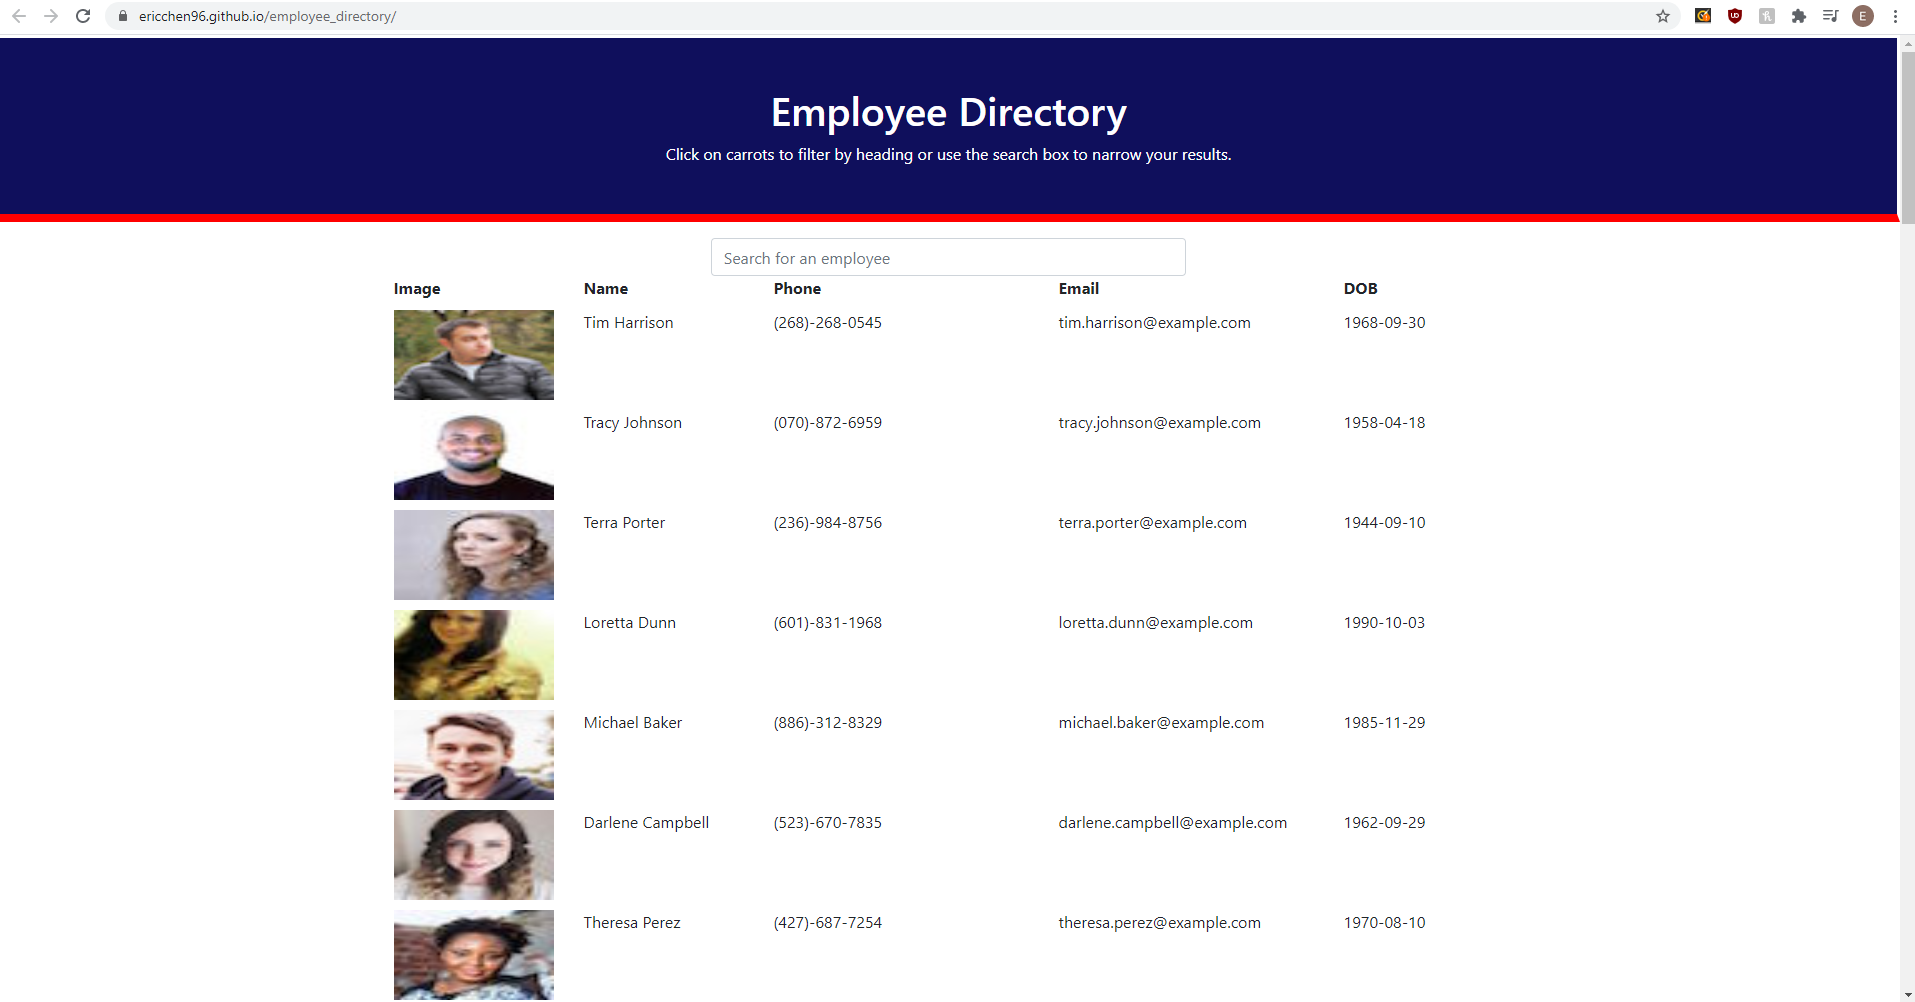 ericchen96.github.io/employee_directory/
E
Employee Directory
Click on carrots to filter by heading or use the search box to narrow your results.
Search for an employee
Image Name Phone Email DOB
Tim Harrison (268)-268-0545 tim.harrison@example.com 1968-09-30
Tracy Johnson (070)-872-6959 tracy.johnson@example.com 1958-04-18
Terra Porter (236)-984-8756 terra.porter@example.com 1944-09-10
Loretta Dunn (601)-831-1968 loretta.dunn@example.com 1990-10-03
Michael Baker (886)-312-8329 michael.baker@example.com 1985-11-29
Darlene Campbell (523)-670-7835 darlene.campbell@example.com 1962-09-29
Theresa Perez (427)-687-7254 theresa.perez@example.com 1970-08-10